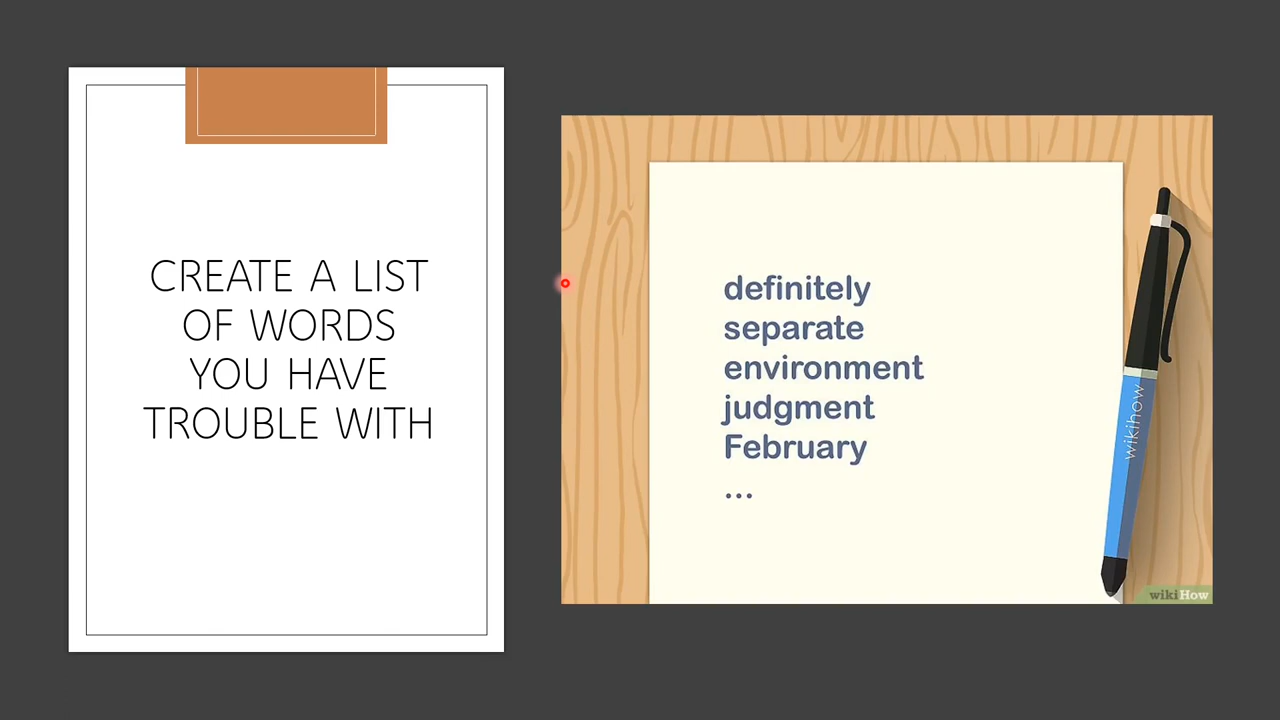 CREATE A LIST
OF WORDS
YOU HAVE
TROUBLE WITH
definitely
separate
environment
judgment
February
...
wikihow
wikiHow